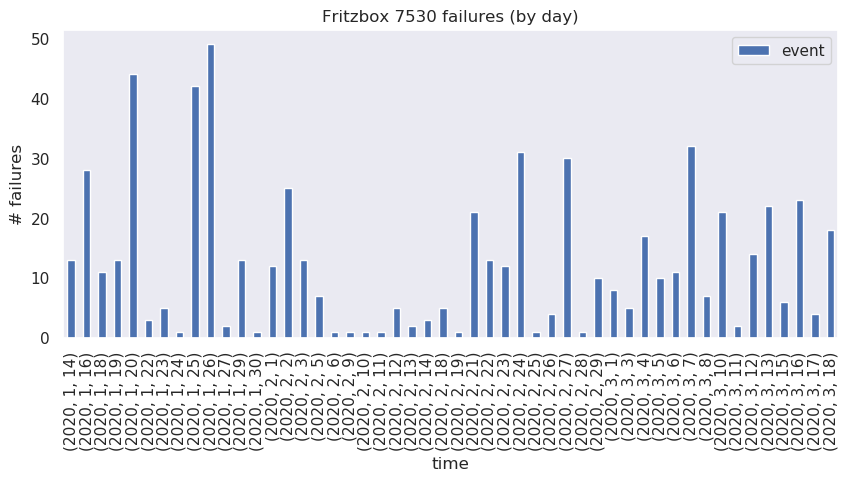 Fritzbox 7530 failures (by day)
event
# failures
50
40
30
20
10
0
(2020, 1, 14)
(2020, 1, 16)
(2020, 1, 18)
(2020, 1, 19)
(2020, 1, 20)
(2020, 1, 22)
(2020, 1, 23)
(2020, 1, 24)
(2020, 1, 25)
(2020, 1, 26)
(2020, 1, 27)
(2020, 1, 29)
(2020, 1, 30)
(2020, 2, 1)
(2020, 2, 2)
(2020, 2, 3)
(2020, 2, 5)
(2020, 2, 6)
(2020, 2, 9)
(2020, 2, 10)
(2020, 2, 11)
(2020, 2, 12)
(2020, 2, 13)
(2020, 2, 14)
(2020, 2, 18)
(2020, 2, 19)
(2020, 2, 21)
(2020, 2, 22)
(2020, 2, 23)
(2020, 2, 24)
(2020, 2, 25)
(2020, 2, 26)
(2020, 2, 27)
(2020, 2, 28)
(2020, 2, 29)
(2020, 3, 1)
(2020, 3, 3)
(2020, 3, 4)
(2020, 3, 5)
(2020, 3, 6)
(2020, 3, 7)
(2020, 3, 8)
(2020, 3, 10)
(2020, 3, 11)
(2020, 3, 12)
(2020, 3, 13)
(2020, 3, 15)
(2020, 3, 16)
(2020, 3, 17)
(2020, 3, 18)
time